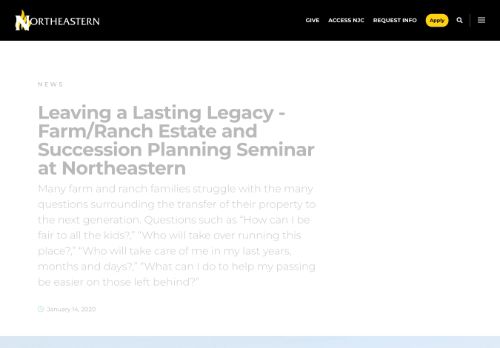 NORTHEASTERN
GIVE ACCESS NJC REQUEST INFO Apply
NEWS
Leaving a Lasting Legacy -
Farm/Ranch Estate and
Succession Planning Seminar
at Northeastern
Many farm and ranch families struggle with the many
questions surrounding the transfer of their property to
the next generation. Questions such as “How can I be
fair to all the kids?,” “Who will take over running this
place?,” “Who will take care of me in my last years,
months and days?,” “What can I do to help my passing
be easier on those left behind?”
January 14, 2020